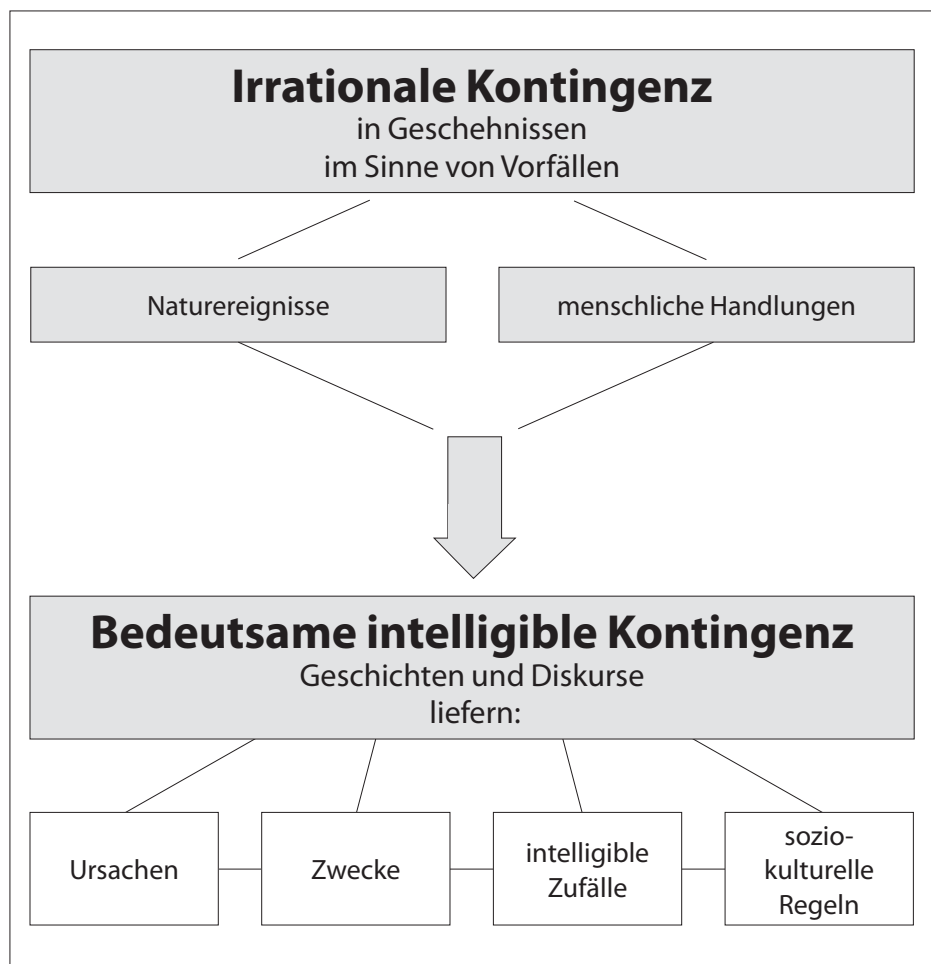 Irrationale Kontingenz
in Geschehnissen
im Sinne von Vorfällen
Naturereignisse
menschliche Handlungen
Bedeutsame intelligible Kontingenz
Geschichten und Diskurse
liefern:
Ursachen
Zwecke
intelligible
Zufälle
sozio-
kulturelle
Regeln